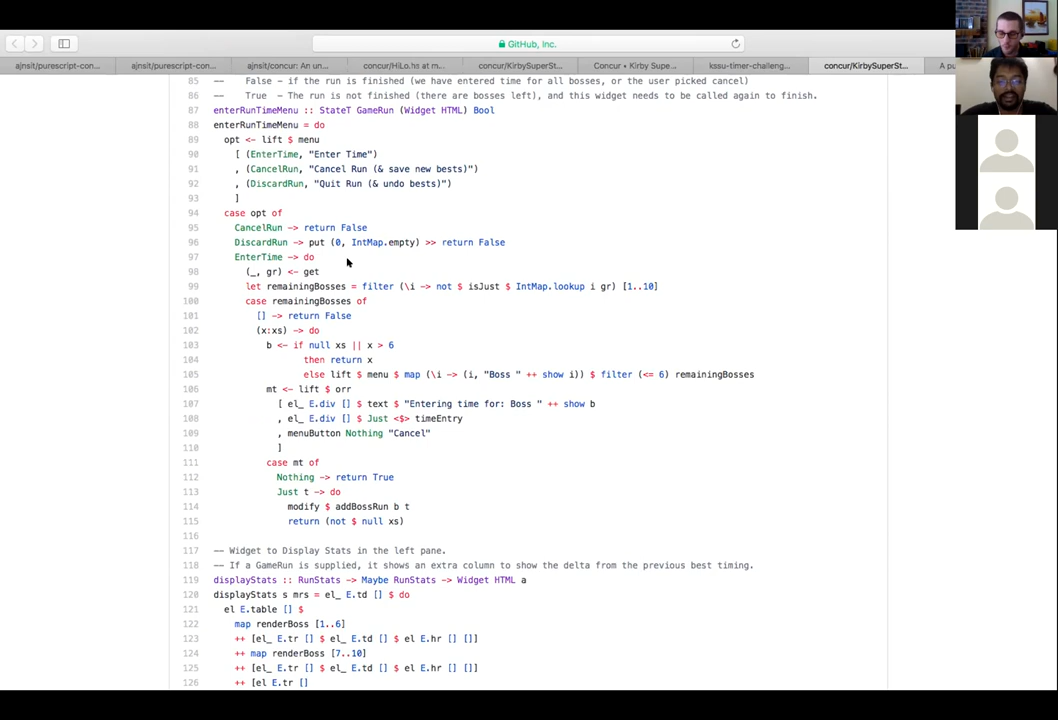 GitHub, Inc.
ajnsit/purescript-con... ajnsit/purescript-con... ajnsit/concur: An un... concur/HiLo.hs at m... concur/KirbySuperSt... Concur • Kirby Supe... kssu-timer-challeng... concur/KirbySuperSt... A pu
85 -- False - if the run is finished (we have entered time for all bosses, or the user picked cancel)
86 -- True - The run is not finished (there are bosses left), and this widget needs to be called again to finish.
87 enterRunTimeMenu :: StateT GameRun (Widget HTML) Bool
88 enterRunTimeMenu = do
89 opt <- lift $ menu
90 [ (EnterTime, "Enter Time")
91 , (CancelRun, "Cancel Run (& save new bests)")
92 , (DiscardRun, "Quit Run (& undo bests)")
93 ]
94 case opt of
95 CancelRun -> return False
96 DiscardRun -> put (0, IntMap.empty) >> return False
97 EnterTime -> do
98 (_, gr) <- get
99 let remainingBosses = filter (\i -> not $ isJust $ IntMap.lookup i gr) [1..10]
100 case remainingBosses of
101 [] -> return False
102 (x:xs) -> do
103 b <- if null xs || x > 6
104 then return x
105 else lift $ menu $ map (\i -> (i, "Boss " ++ show i)) $ filter (<= 6) remainingBosses
106 mt <- lift $ orr
107 [ el_ E.div [] $ text $ "Entering time for: Boss " ++ show b
108 , el_ E.div [] $ Just <$> timeEntry
109 , menuButton Nothing "Cancel"
110 ]
111 case mt of
112 Nothing -> return True
113 Just t -> do
114 modify $ addBossRun b t
115 return (not $ null xs)
116
117 -- Widget to Display Stats in the left pane.
118 -- If a GameRun is supplied, it shows an extra column to show the delta from the previous best timing.
119 displayStats :: RunStats -> Maybe RunStats -> Widget HTML a
120 displayStats s mrs = el_ E.td [] $ do
121 el E.table [] $
122 map renderBoss [1..6]
123 ++ [el_ E.tr [] $ el_ E.td [] $ el E.hr [] []]
124 ++ map renderBoss [7..10]
125 ++ [el_ E.tr [] $ el_ E.td [] $ el E.hr [] []]
126 ++ [el E.tr []